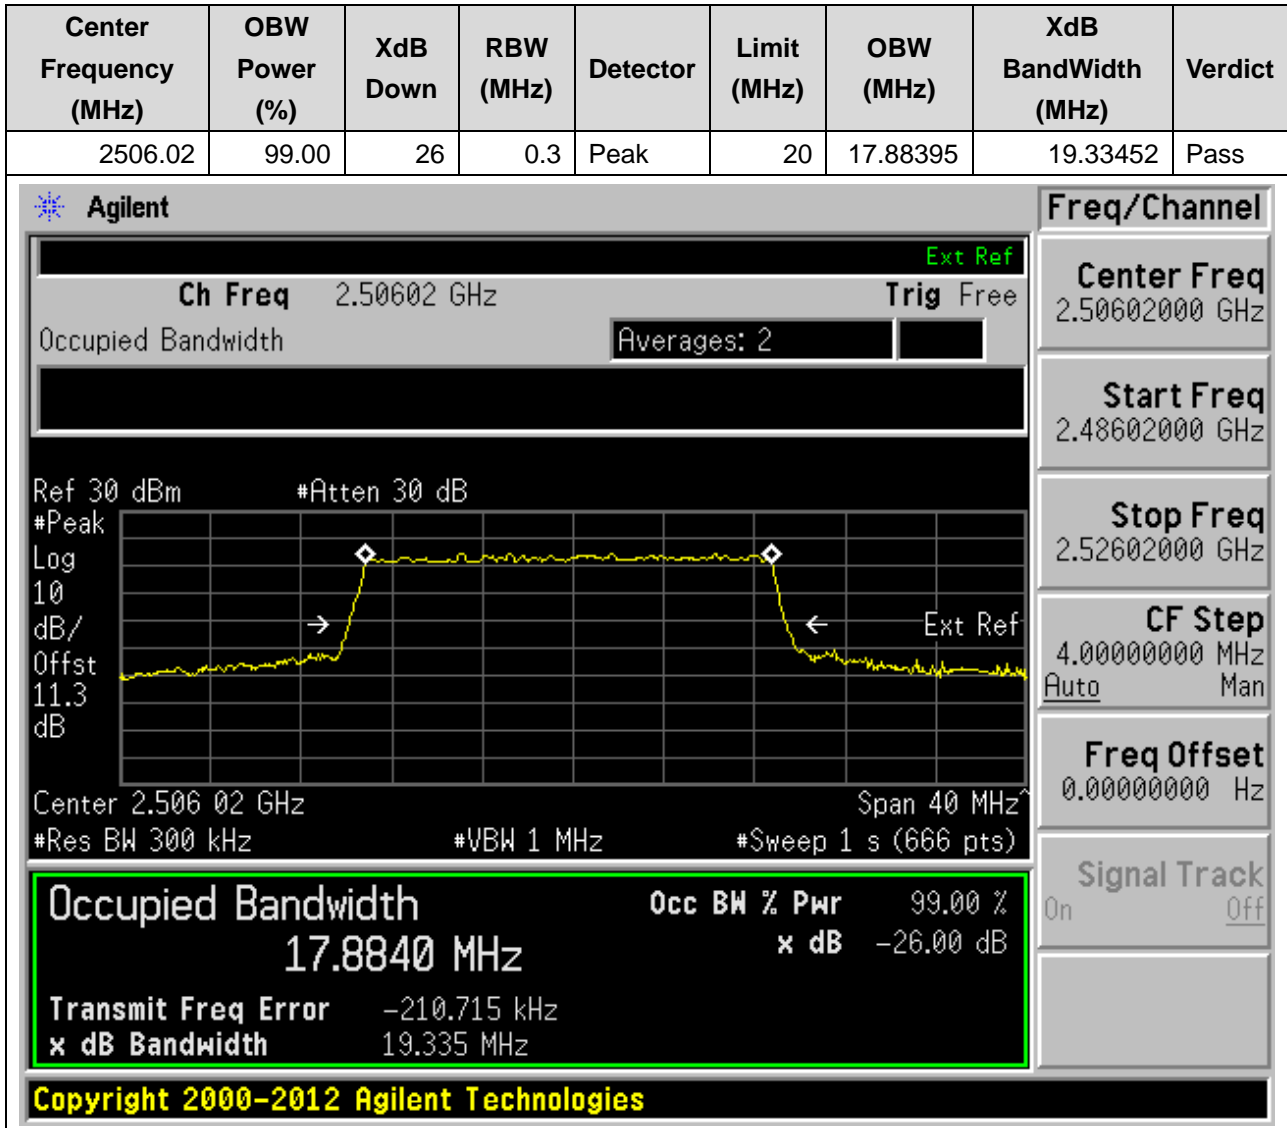 Center Frequency (MHz) OBW Power (%) XdB Down RBW (MHz) Detector Limit (MHz) OBW (MHz) XdB BandWidth (MHz) Verdict
2506.02 99.00 26 0.3 Peak 20 17.88395 19.33452 Pass
Agilent
Freq/Channel
Ext Ref
Ch Freq 2.50602 GHz Trig Free
Occupied Bandwidth Averages: 2
Center Freq
2.50602000 GHz
Start Freq
2.48602000 GHz
Stop Freq
2.52602000 GHz
CF Step
4.00000000 MHz
Auto Man
Freq Offset
0.00000000 Hz
Signal Track
On Off
Ref 30 dBm #Atten 30 dB
#Peak
Log
10
dB/
Offst
11.3
dB
Ext Ref
Center 2.506 02 GHz Span 40 MHz^
#Res BW 300 kHz #VBW 1 MHz #Sweep 1 s (666 pts)
Occupied Bandwidth
17.8840 MHz
Occ BW % Pwr 99.00 %
x dB -26.00 dB
Transmit Freq Error -210.715 kHz
x dB Bandwidth 19.335 MHz
Copyright 2000-2012 Agilent Technologies